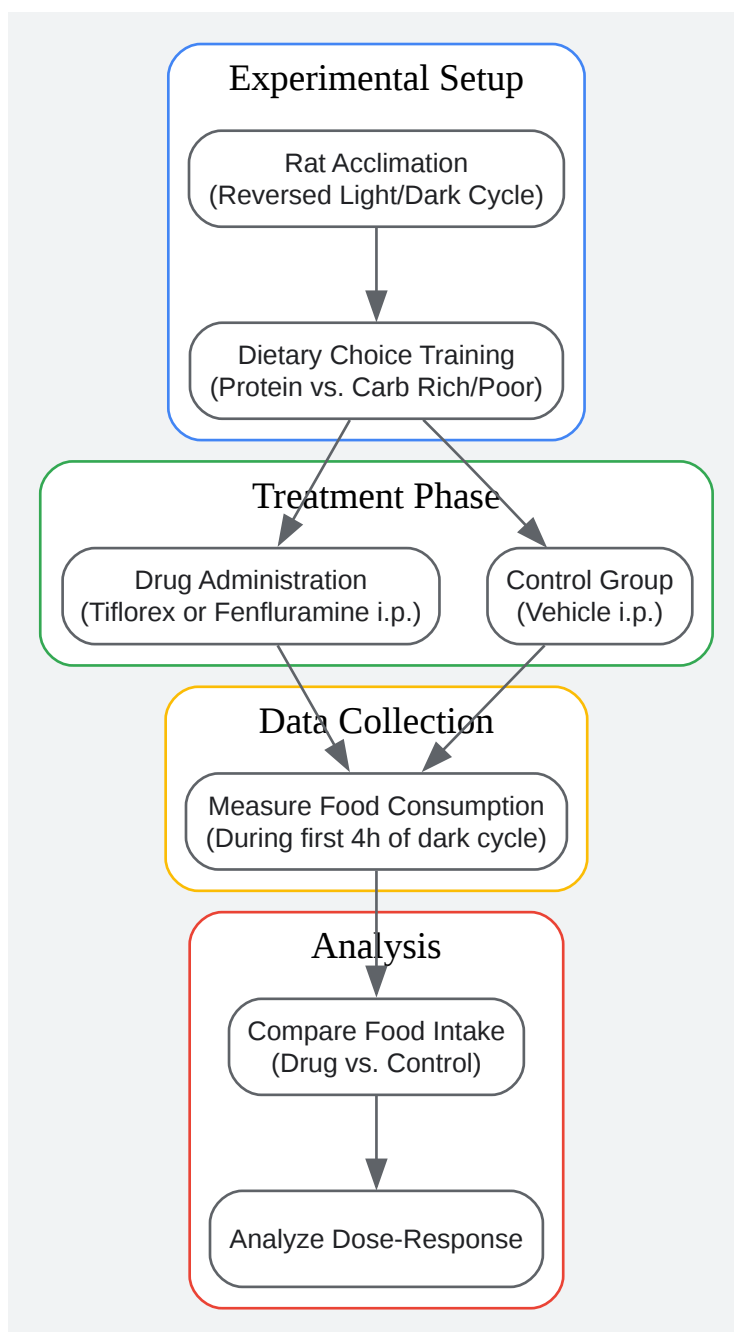 Experimental Setup
Rat Acclimation
(Reversed Light/Dark Cycle)
Dietary Choice Training
(Protein vs. Carb Rich/Poor)
Treatment Phase
Drug Administration
(Tiflorex or Fenfluramine i.p.)
Control Group
(Vehicle i.p.)
Data Collection
Measure Food Consumption
(During first 4h of dark cycle)
Analysis
Compare Food Intake
(Drug vs. Control)
Analyze Dose-Response